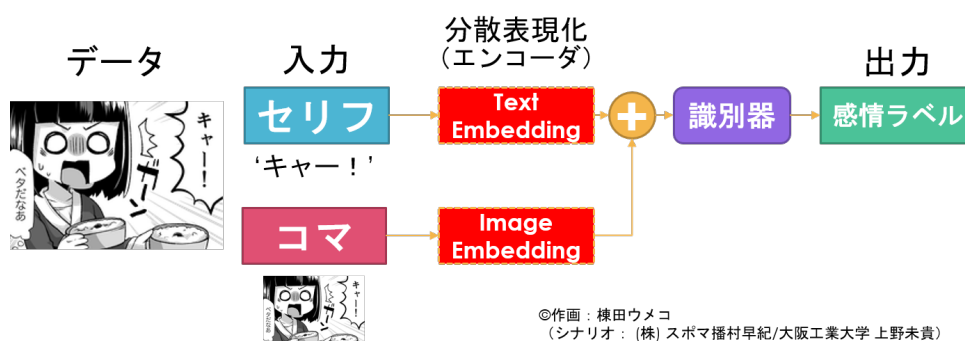 データ
入力
分散表現化
（エンコーダ）
出力
セリフ
Text
Embedding
+
識別器
感情ラベル
'キャー！'
コマ
Image
Embedding
キャー！！
ガーン
ベタだなあ
キャー！！
©作画：棟田ウメコ
（シナリオ： (株) スポマ播村早紀/大阪工業大学 上野未貴）